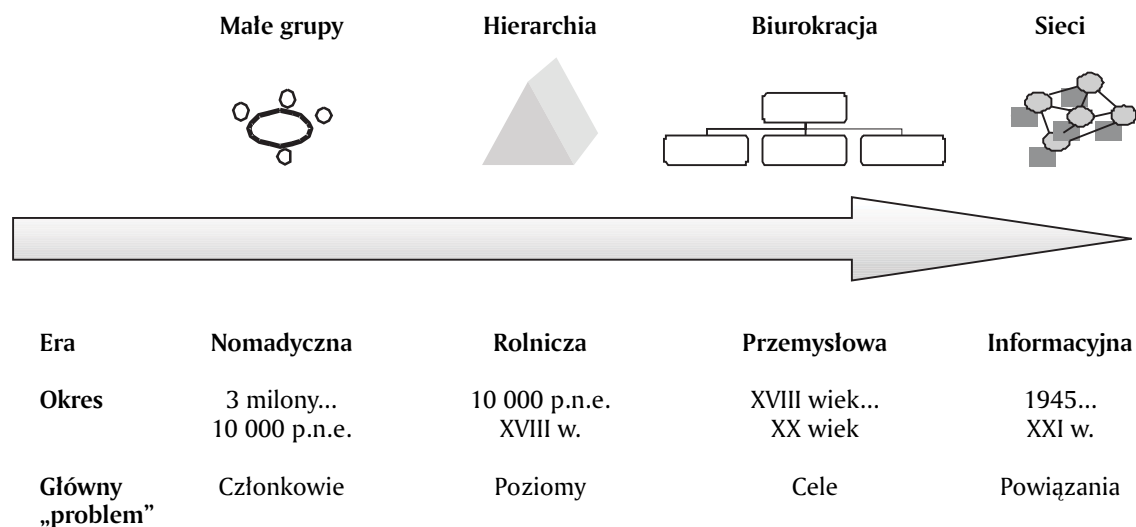 Małe grupy Hierarchia Biurokracja Sieci
Era Nomadyczna Rolnicza Przemysłowa Informacyjna
Okres 3 milony... 10 000 p.n.e. XVIII wiek... 1945...
10 000 p.n.e. XVIII w. XX wiek XXI w.
Główny Członkowie Poziomy Cele Powiązania
„problem”